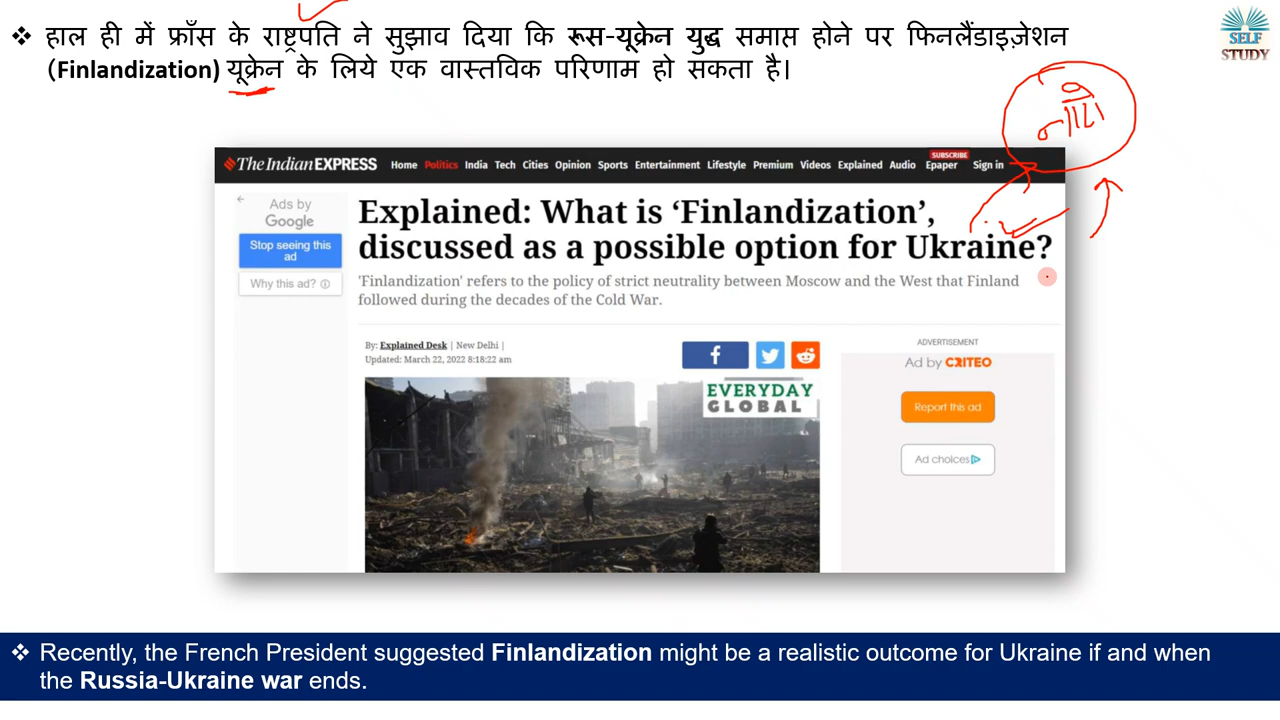 ❖ हाल ही में फ्राँस के राष्ट्रपति ने सुझाव दिया कि रूस-यूक्रेन युद्ध समाप्त होने पर फिनलैंडाइज़ेशन
(Finlandization) यूक्रेन के लिये एक वास्तविक परिणाम हो सकता है।
SELF
STUDY
The Indian EXPRESS Home Politics India Tech Cities Opinion Sports Entertainment Lifestyle Premium Videos Explained Audio Epaper SUBSCRIBE Sign in
Ads by
Google
Stop seeing this
ad
Why this ad?
Explained: What is ‘Finlandization’,
discussed as a possible option for Ukraine?
'Finlandization' refers to the policy of strict neutrality between Moscow and the West that Finland
followed during the decades of the Cold War.
By: Explained Desk | New Delhi |
Updated: March 22, 2022 8:18:22 am
EVERYDAY
GLOBAL
ADVERTISEMENT
Ad by CRITEO
Report this ad
Ad choices
❖ Recently, the French President suggested Finlandization might be a realistic outcome for Ukraine if and when
the Russia-Ukraine war ends.